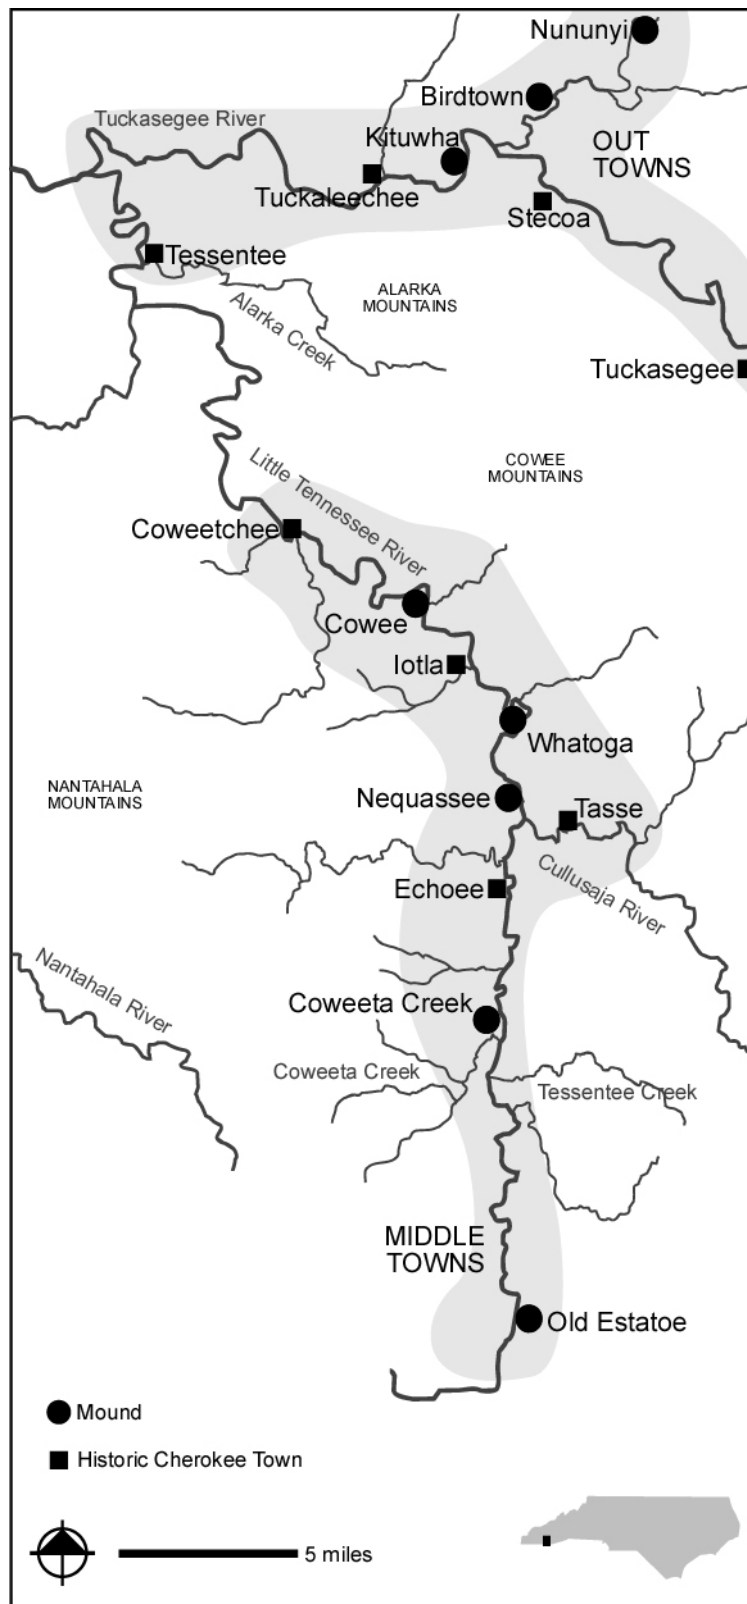 Nununyi
Birdtown
Tuckasegee River
Kituwha
OUT
TOWNS
Tuckaleechee
Stecoa
Tessentee
ALARKA
MOUNTAINS
Alarka Creek
Tuckasegee
COWEE
MOUNTAINS
Little Tennessee River
Coweetchee
Cowee
Iotla
Whatoga
NANTAHALA
MOUNTAINS
Nequassee
Tasse
Echoee
Cullusaja River
Nantahala River
Coweeta Creek
Coweeta Creek
Tessentee Creek
MIDDLE
TOWNS
Old Estatoe
Mound
Historic Cherokee Town
5 miles